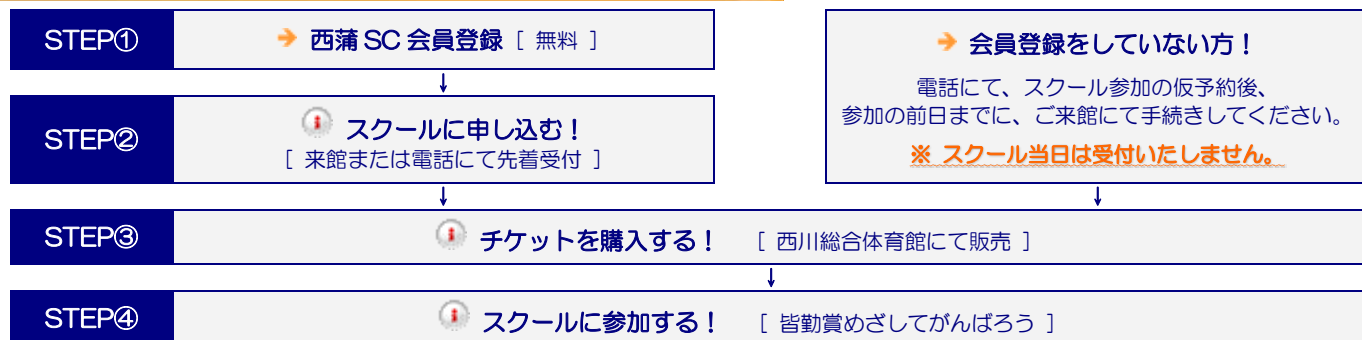 STEP①
西蒲SC会員登録 [ 無料 ]
↓
STEP②
スクールに申し込む！
[ 来館または電話にて先着受付 ]
会員登録をしていない方！
電話にて、スクール参加の仮予約後、
参加の前日までに、ご来館にて手続きしてください。
※ スクール当日は受付いたしません。
↓
↓
STEP③
チケットを購入する！ [ 西川総合体育館にて販売 ]
↓
STEP④
スクールに参加する！ [ 皆勤賞めざしてがんばろう ]